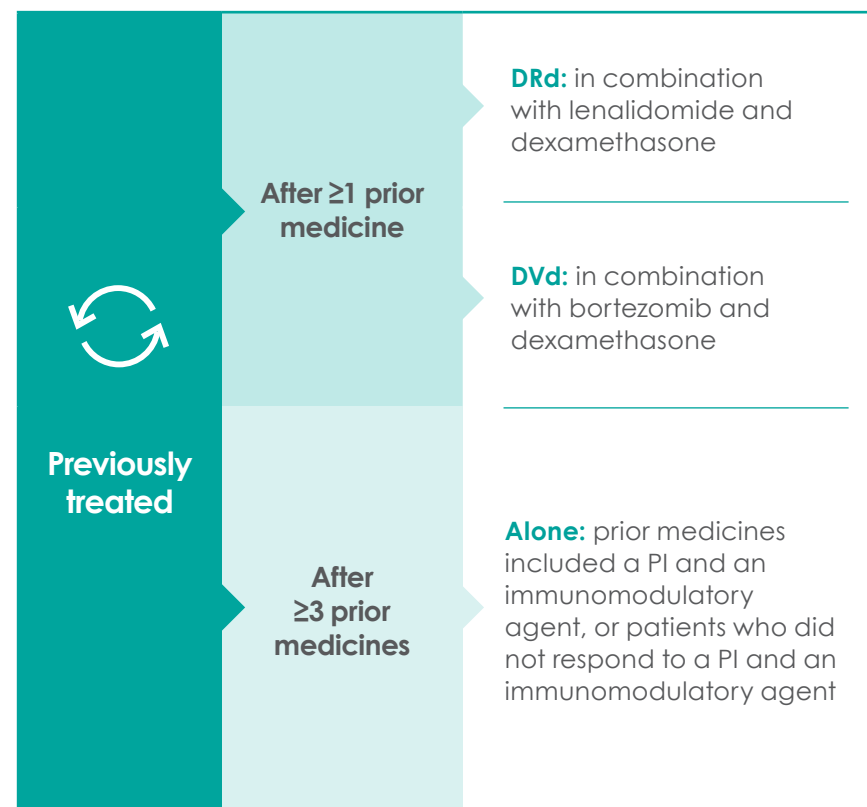 Previously
treated
After ≥1 prior
medicine
DRd: in combination
with lenalidomide and
dexamethasone
DVd: in combination
with bortezomib and
dexamethasone
After
≥3 prior
medicines
Alone: prior medicines
included a PI and an
immunomodulatory
agent, or patients who did
not respond to a PI and an
immunomodulatory agent